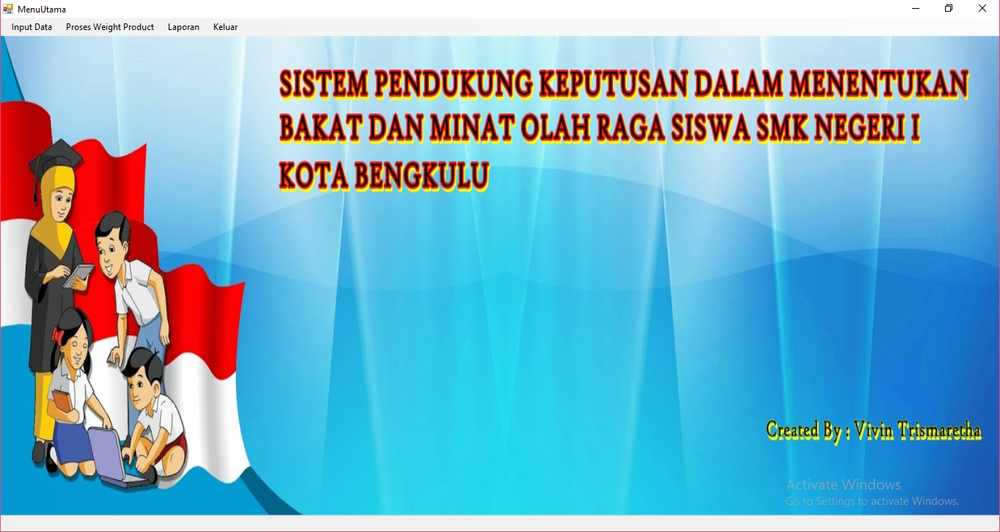 MenuUtama
Input Data Proses Weight Product Laporan Keluar
SISTEM PENDUKUNG KEPUTUSAN DALAM MENENTUKAN
BAKAT DAN MINAT OLAH RAGA SISWA SMK NEGERI I
KOTA BENGKULU
Created By : Vivin Trismaretha
Activate Windows
Go to Settings to activate Windows.